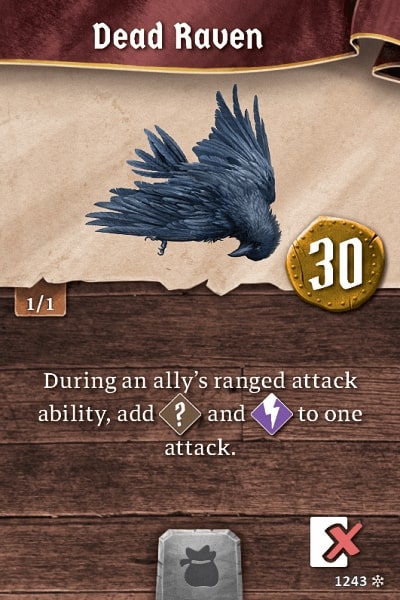 Dead Raven
30
1/1
During an ally's ranged attack
ability, add ? and to one
attack.
1243